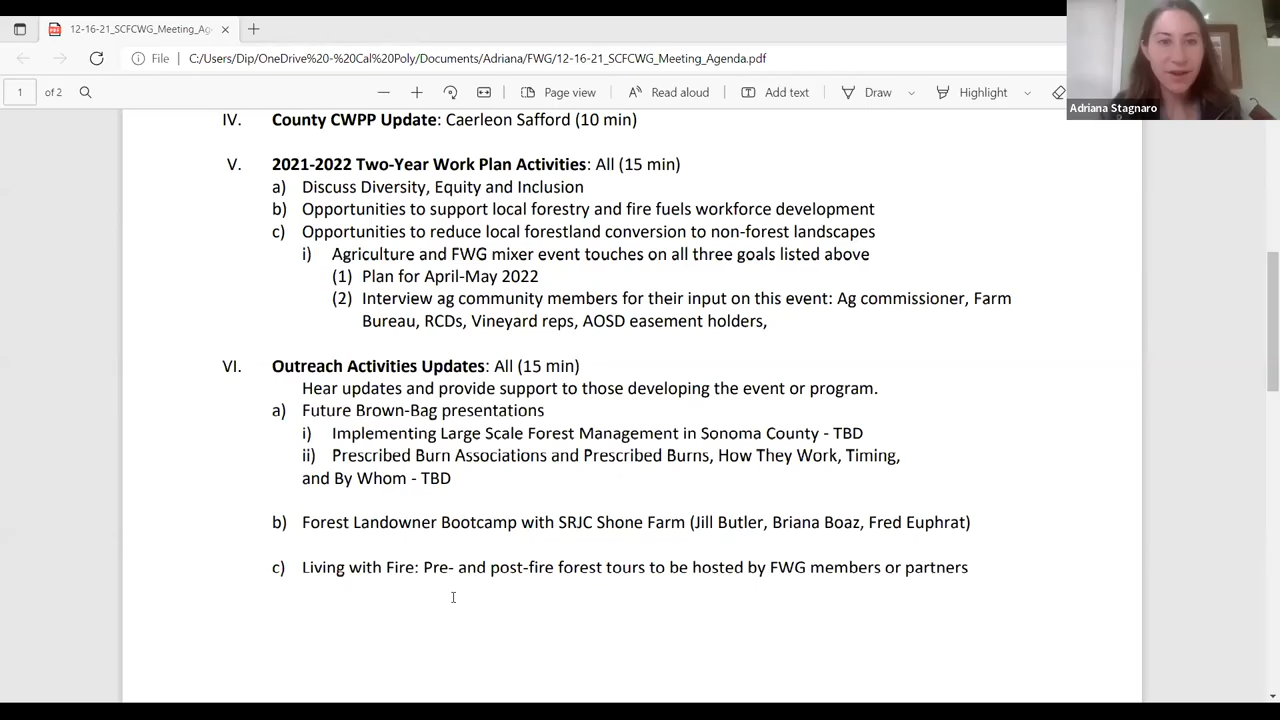 12-16-21_SCFCWG_Meeting_Ag
File C:/Users/Dip/OneDrive%20-%20Cal%20Poly/Documents/Adriana/FWG/12-16-21_SCFCWG_Meeting_Agenda.pdf
1 of 2 Page view Read aloud Add text Draw Highlight
Adriana Stagnaro
IV. County CWPP Update: Caerleon Safford (10 min)
V. 2021-2022 Two-Year Work Plan Activities: All (15 min)
a) Discuss Diversity, Equity and Inclusion
b) Opportunities to support local forestry and fire fuels workforce development
c) Opportunities to reduce local forestland conversion to non-forest landscapes
i) Agriculture and FWG mixer event touches on all three goals listed above
(1) Plan for April-May 2022
(2) Interview ag community members for their input on this event: Ag commissioner, Farm
Bureau, RCDs, Vineyard reps, AOSD easement holders,
VI. Outreach Activities Updates: All (15 min)
Hear updates and provide support to those developing the event or program.
a) Future Brown-Bag presentations
i) Implementing Large Scale Forest Management in Sonoma County - TBD
ii) Prescribed Burn Associations and Prescribed Burns, How They Work, Timing,
and By Whom - TBD
b) Forest Landowner Bootcamp with SRJC Shone Farm (Jill Butler, Briana Boaz, Fred Euphrat)
c) Living with Fire: Pre- and post-fire forest tours to be hosted by FWG members or partners